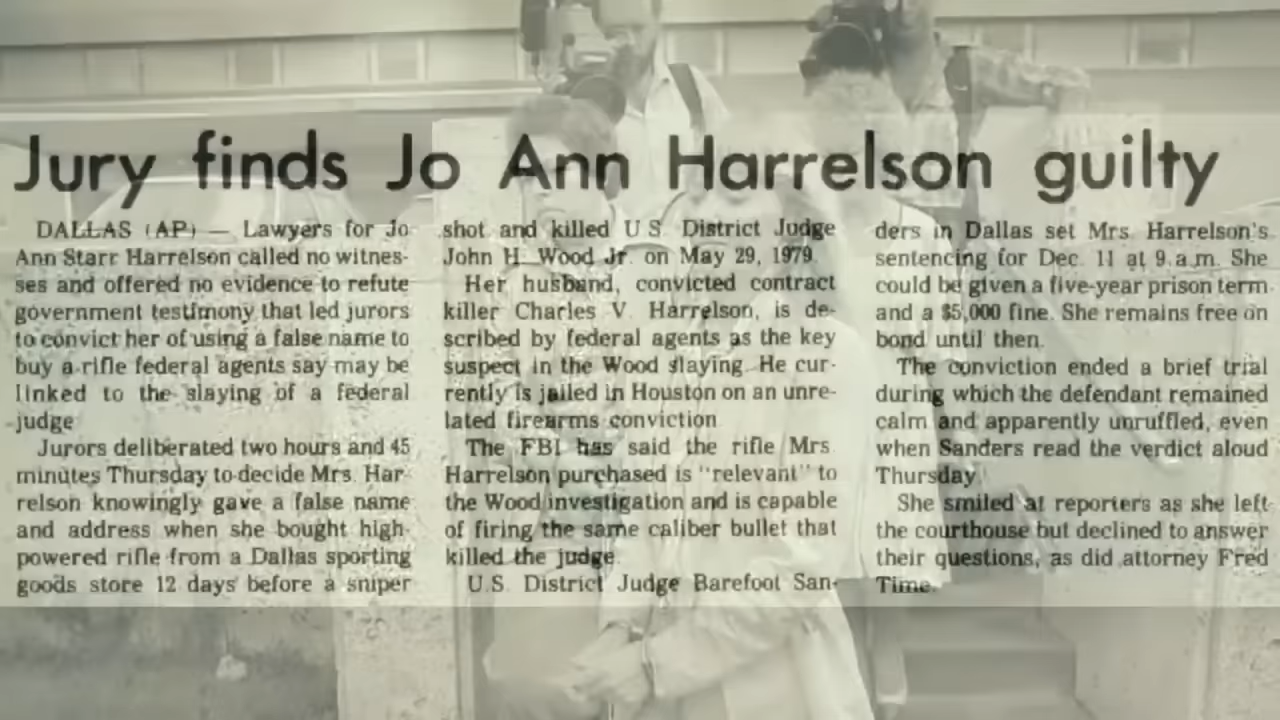 Jury finds Jo Ann Harrelson guilty
DALLAS (AP) — Lawyers for Jo
Ann Starr Harrelson called no witnes-
ses and offered no evidence to refute
government testimony that led jurors
to convict her of using a false name to
buy a rifle federal agents say may be
linked to the slaying of a federal
judge
Jurors deliberated two hours and 45
minutes Thursday to decide Mrs. Har-
relson knowingly gave a false name
and address when she bought high-
powered rifle from a Dallas sporting
goods store 12 days before a sniper
shot and killed U.S. District Judge
John H. Wood Jr. on May 29, 1979.
Her husband, convicted contract
killer Charles V. Harrelson, is de-
scribed by federal agents as the key
suspect in the Wood slaying. He cur-
rently is jailed in Houston on an unre-
lated firearms conviction
The FBI has said the rifle Mrs.
Harrelson purchased is "relevant" to
the Wood investigation and is capable
of firing the same caliber bullet that
killed the judge.
U.S. District Judge Barefoot San-
ders in Dallas set Mrs. Harrelson's
sentencing for Dec. 11 at 9 a.m. She
could be given a five-year prison term
and a $5,000 fine. She remains free on
bond until then.
The conviction ended a brief trial
during which the defendant remained
calm and apparently unruffled, even
when Sanders read the verdict aloud
Thursday.
She smiled at reporters as she left
the courthouse but declined to answer
their questions, as did attorney Fred
Time.